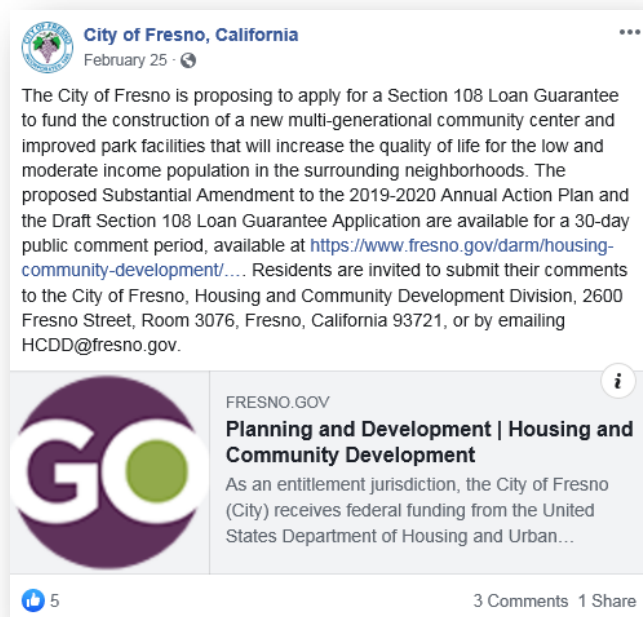 City of Fresno, California
February 25 ·
The City of Fresno is proposing to apply for a Section 108 Loan Guarantee
to fund the construction of a new multi-generational community center and
improved park facilities that will increase the quality of life for the low and
moderate income population in the surrounding neighborhoods. The
proposed Substantial Amendment to the 2019-2020 Annual Action Plan and
the Draft Section 108 Loan Guarantee Application are available for a 30-day
public comment period, available at https://www.fresno.gov/darm/housing-
community-development/…. Residents are invited to submit their comments
to the City of Fresno, Housing and Community Development Division, 2600
Fresno Street, Room 3076, Fresno, California 93721, or by emailing
HCDD@fresno.gov.
GO
FRESNO.GOV
Planning and Development | Housing and
Community Development
As an entitlement jurisdiction, the City of Fresno
(City) receives federal funding from the United
States Department of Housing and Urban…
5
3 Comments 1 Share